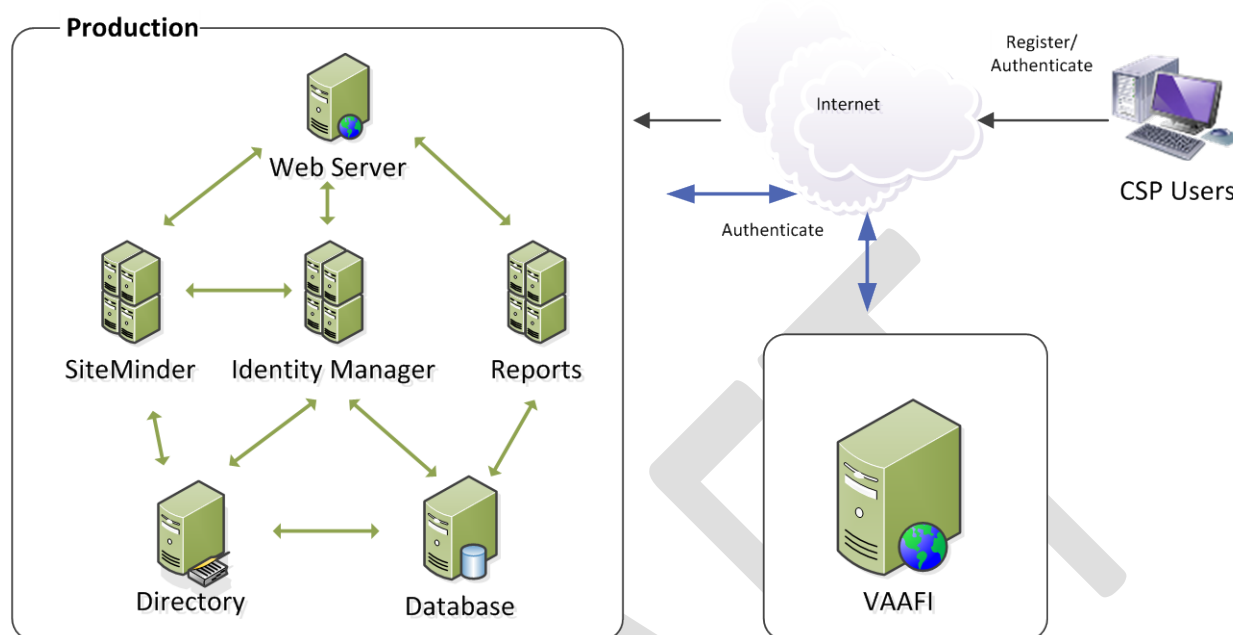 Production
Register/
Authenticate
Internet
Web Server
CSP Users
Authenticate
SiteMinder
Identity Manager
Reports
Directory
Database
VAAFI